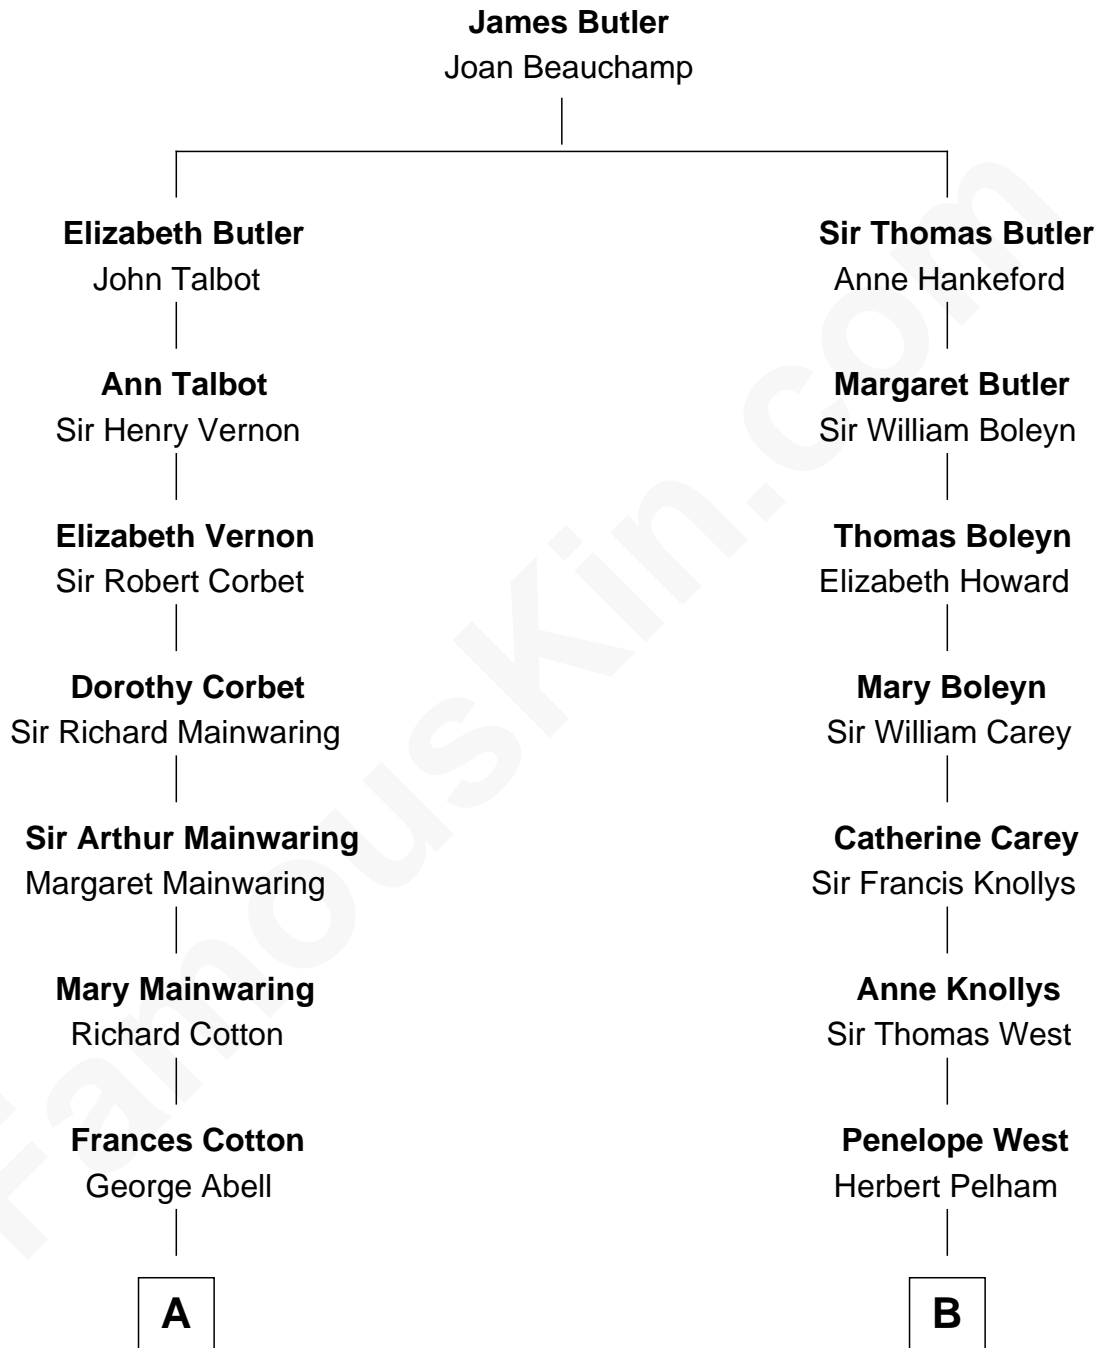 James Butler
Joan Beauchamp
Elizabeth Butler
John Talbot
Sir Thomas Butler
Anne Hankeford
Ann Talbot
Sir Henry Vernon
Margaret Butler
Sir William Boleyn
Elizabeth Vernon
Sir Robert Corbet
Thomas Boleyn
Elizabeth Howard
Dorothy Corbet
Sir Richard Mainwaring
Mary Boleyn
Sir William Carey
Sir Arthur Mainwaring
Margaret Mainwaring
Catherine Carey
Sir Francis Knollys
Mary Mainwaring
Richard Cotton
Anne Knollys
Sir Thomas West
Frances Cotton
George Abell
Penelope West
Herbert Pelham
A
B
FamousKin.com